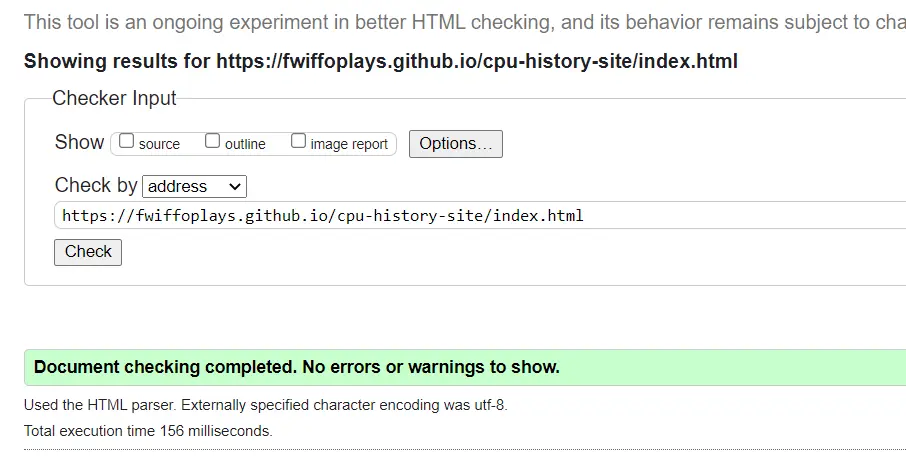 This tool is an ongoing experiment in better HTML checking, and its behavior remains subject to
Showing results for https://fwiffoplays.github.io/cpu-history-site/index.html
Checker Input
Show source outline image report Options…
Check by address
https://fwiffoplays.github.io/cpu-history-site/index.html
Check
Document checking completed. No errors or warnings to show.
Used the HTML parser. Externally specified character encoding was utf-8.
Total execution time 156 milliseconds.